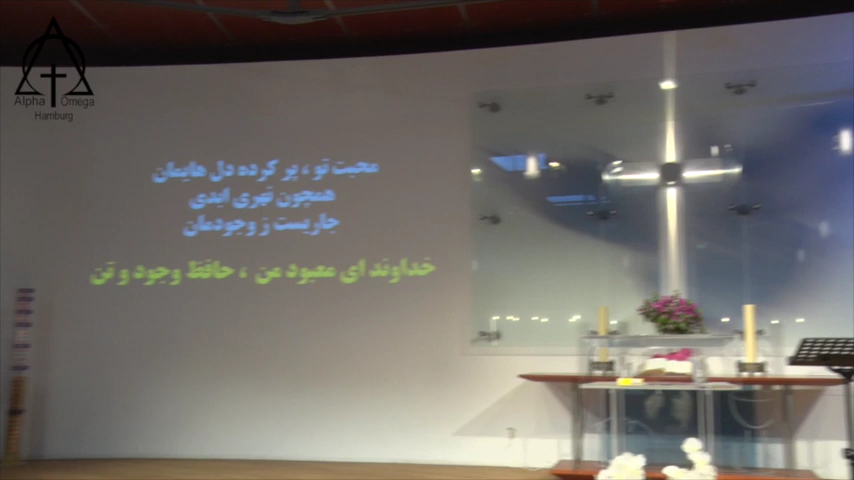 Alpha Omega
Hamburg
محبت تو ، پر کرده دل هایمان
همچون نهری ابدی
جاریست ز وجودمان
خداوند ای معبود من ، حافظ وجود و تن